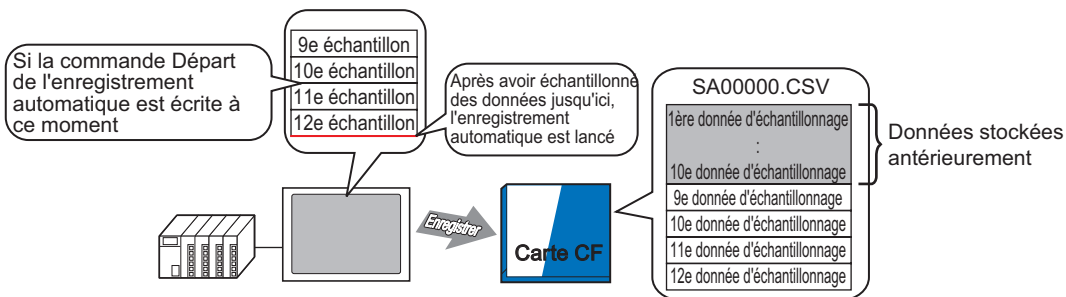 Si la commande Départ
de l'enregistrement
automatique est écrite à
ce moment
9e échantillon
10e échantillon
11e échantillon
12e échantillon
Après avoir échantillonné
des données jusqu'ici,
l'enregistrement
automatique est lancé
Enregistrer
Carte CF
SA00000.CSV
1ère donnée d'échantillonnage
:
10e donnée d'échantillonnage
9e donnée d'échantillonnage
10e donnée d'échantillonnage
11e donnée d'échantillonnage
12e donnée d'échantillonnage
Données stockées
antérieurement